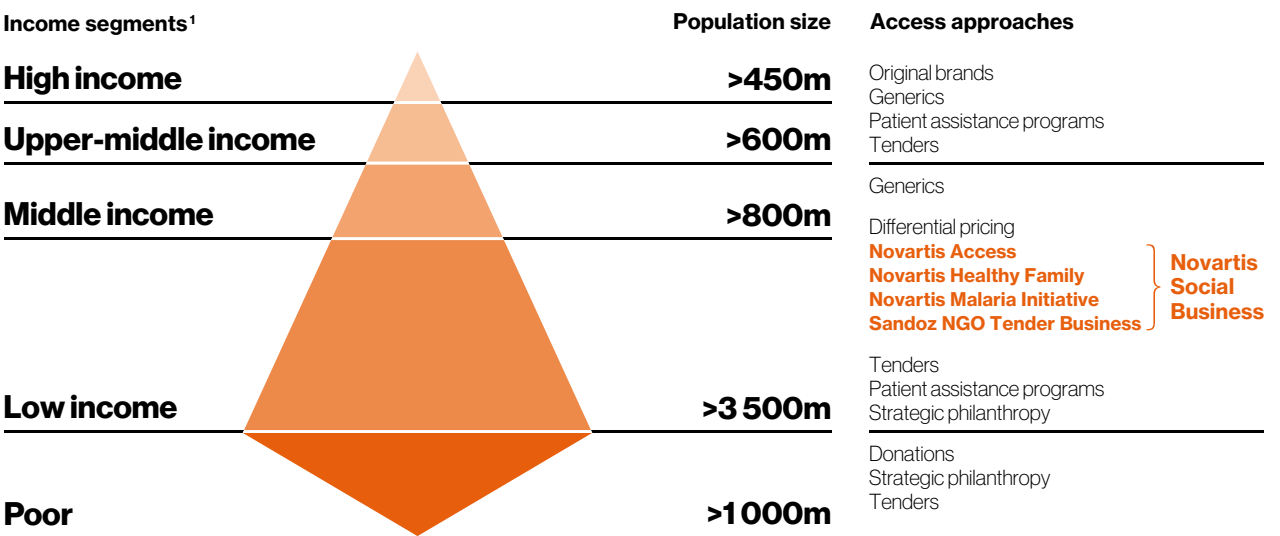 Income segments¹
Population size
Access approaches
High income
>450m
Original brands
Generics
Patient assistance programs
Tenders
Upper-middle income
>600m
Middle income
>800m
Generics
Differential pricing
Novartis Access
Novartis Healthy Family
Novartis Malaria Initiative
Sandoz NGO Tender Business
Novartis
Social
Business
Low income
>3 500m
Tenders
Patient assistance programs
Strategic philanthropy
Poor
>1 000m
Donations
Strategic philanthropy
Tenders